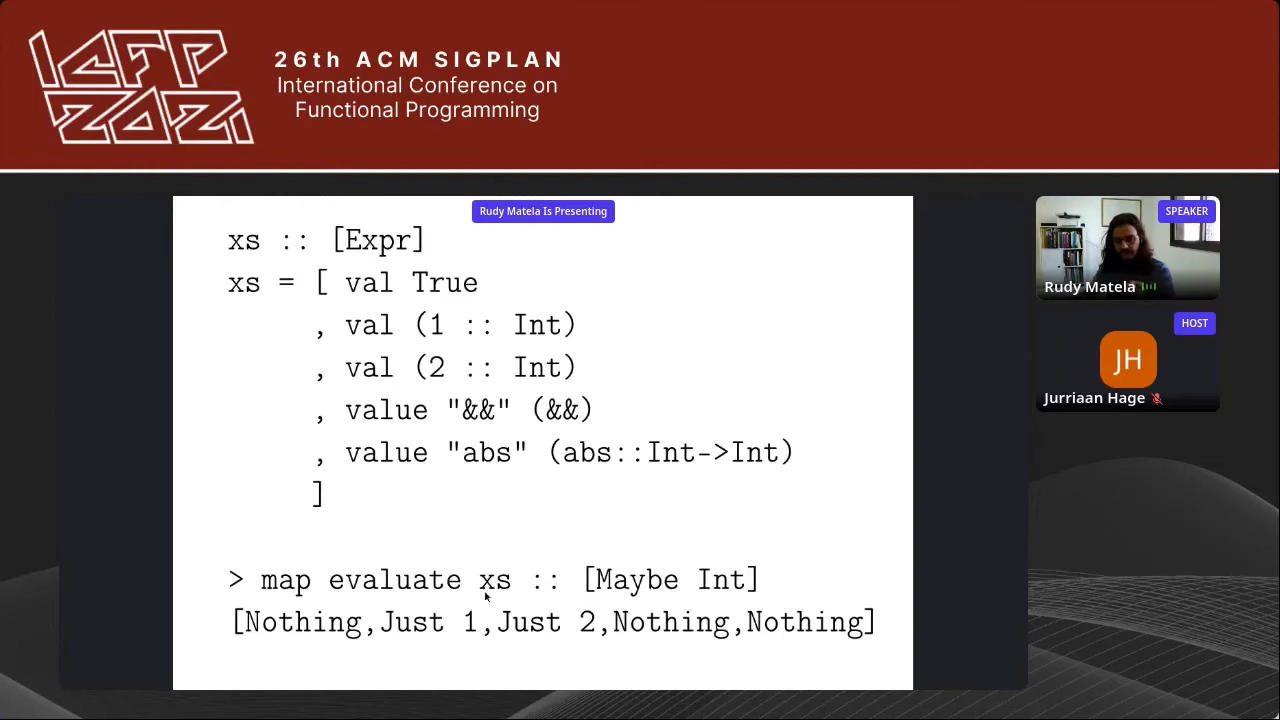 ICFP
2021
26th ACM SIGPLAN
International Conference on
Functional Programming
Rudy Matela Is Presenting
xs :: [Expr]
xs = [ val True
, val (1 :: Int)
, val (2 :: Int)
, value "&&" (&&)
, value "abs" (abs::Int->Int)
]
> map evaluate xs :: [Maybe Int]
[Nothing,Just 1,Just 2,Nothing,Nothing]
SPEAKER
Rudy Matela
HOST
JH
Jurriaan Hage